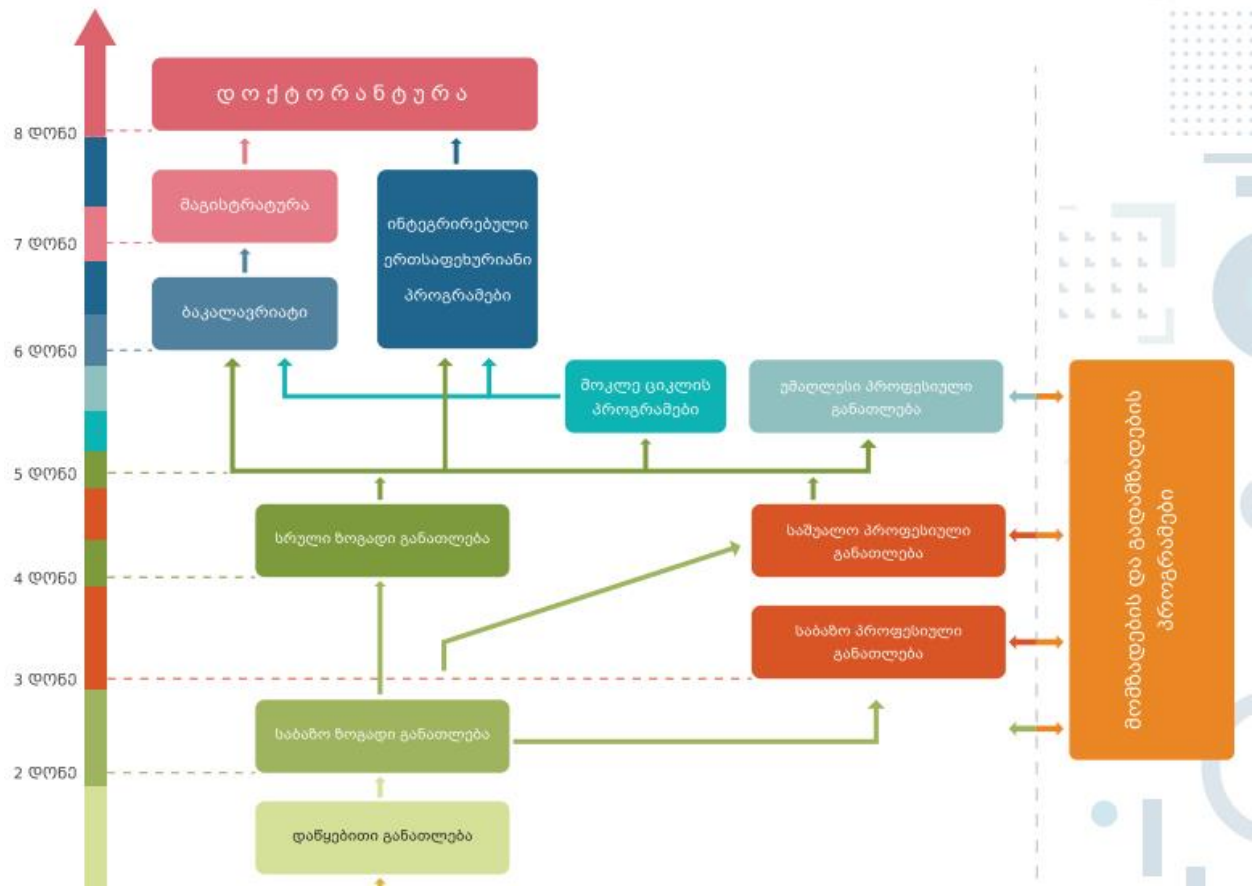 დოქტორანტურა
8 დონე
მაგისტრატურა
ინტეგრირებული
ერთსაფეხურიანი
პროგრამები
7 დონე
ბაკალავრიატი
6 დონე
მოკლე ციკლის
პროგრამები
უმაღლესი პროფესიული
განათლება
5 დონე
სრული ზოგადი განათლება
საშუალო პროფესიული
განათლება
4 დონე
საბაზო პროფესიული
განათლება
3 დონე
საბაზო ზოგადი განათლება
2 დონე
დაწყებითი განათლება
მომზადების და გადამზადების
პროგრამები